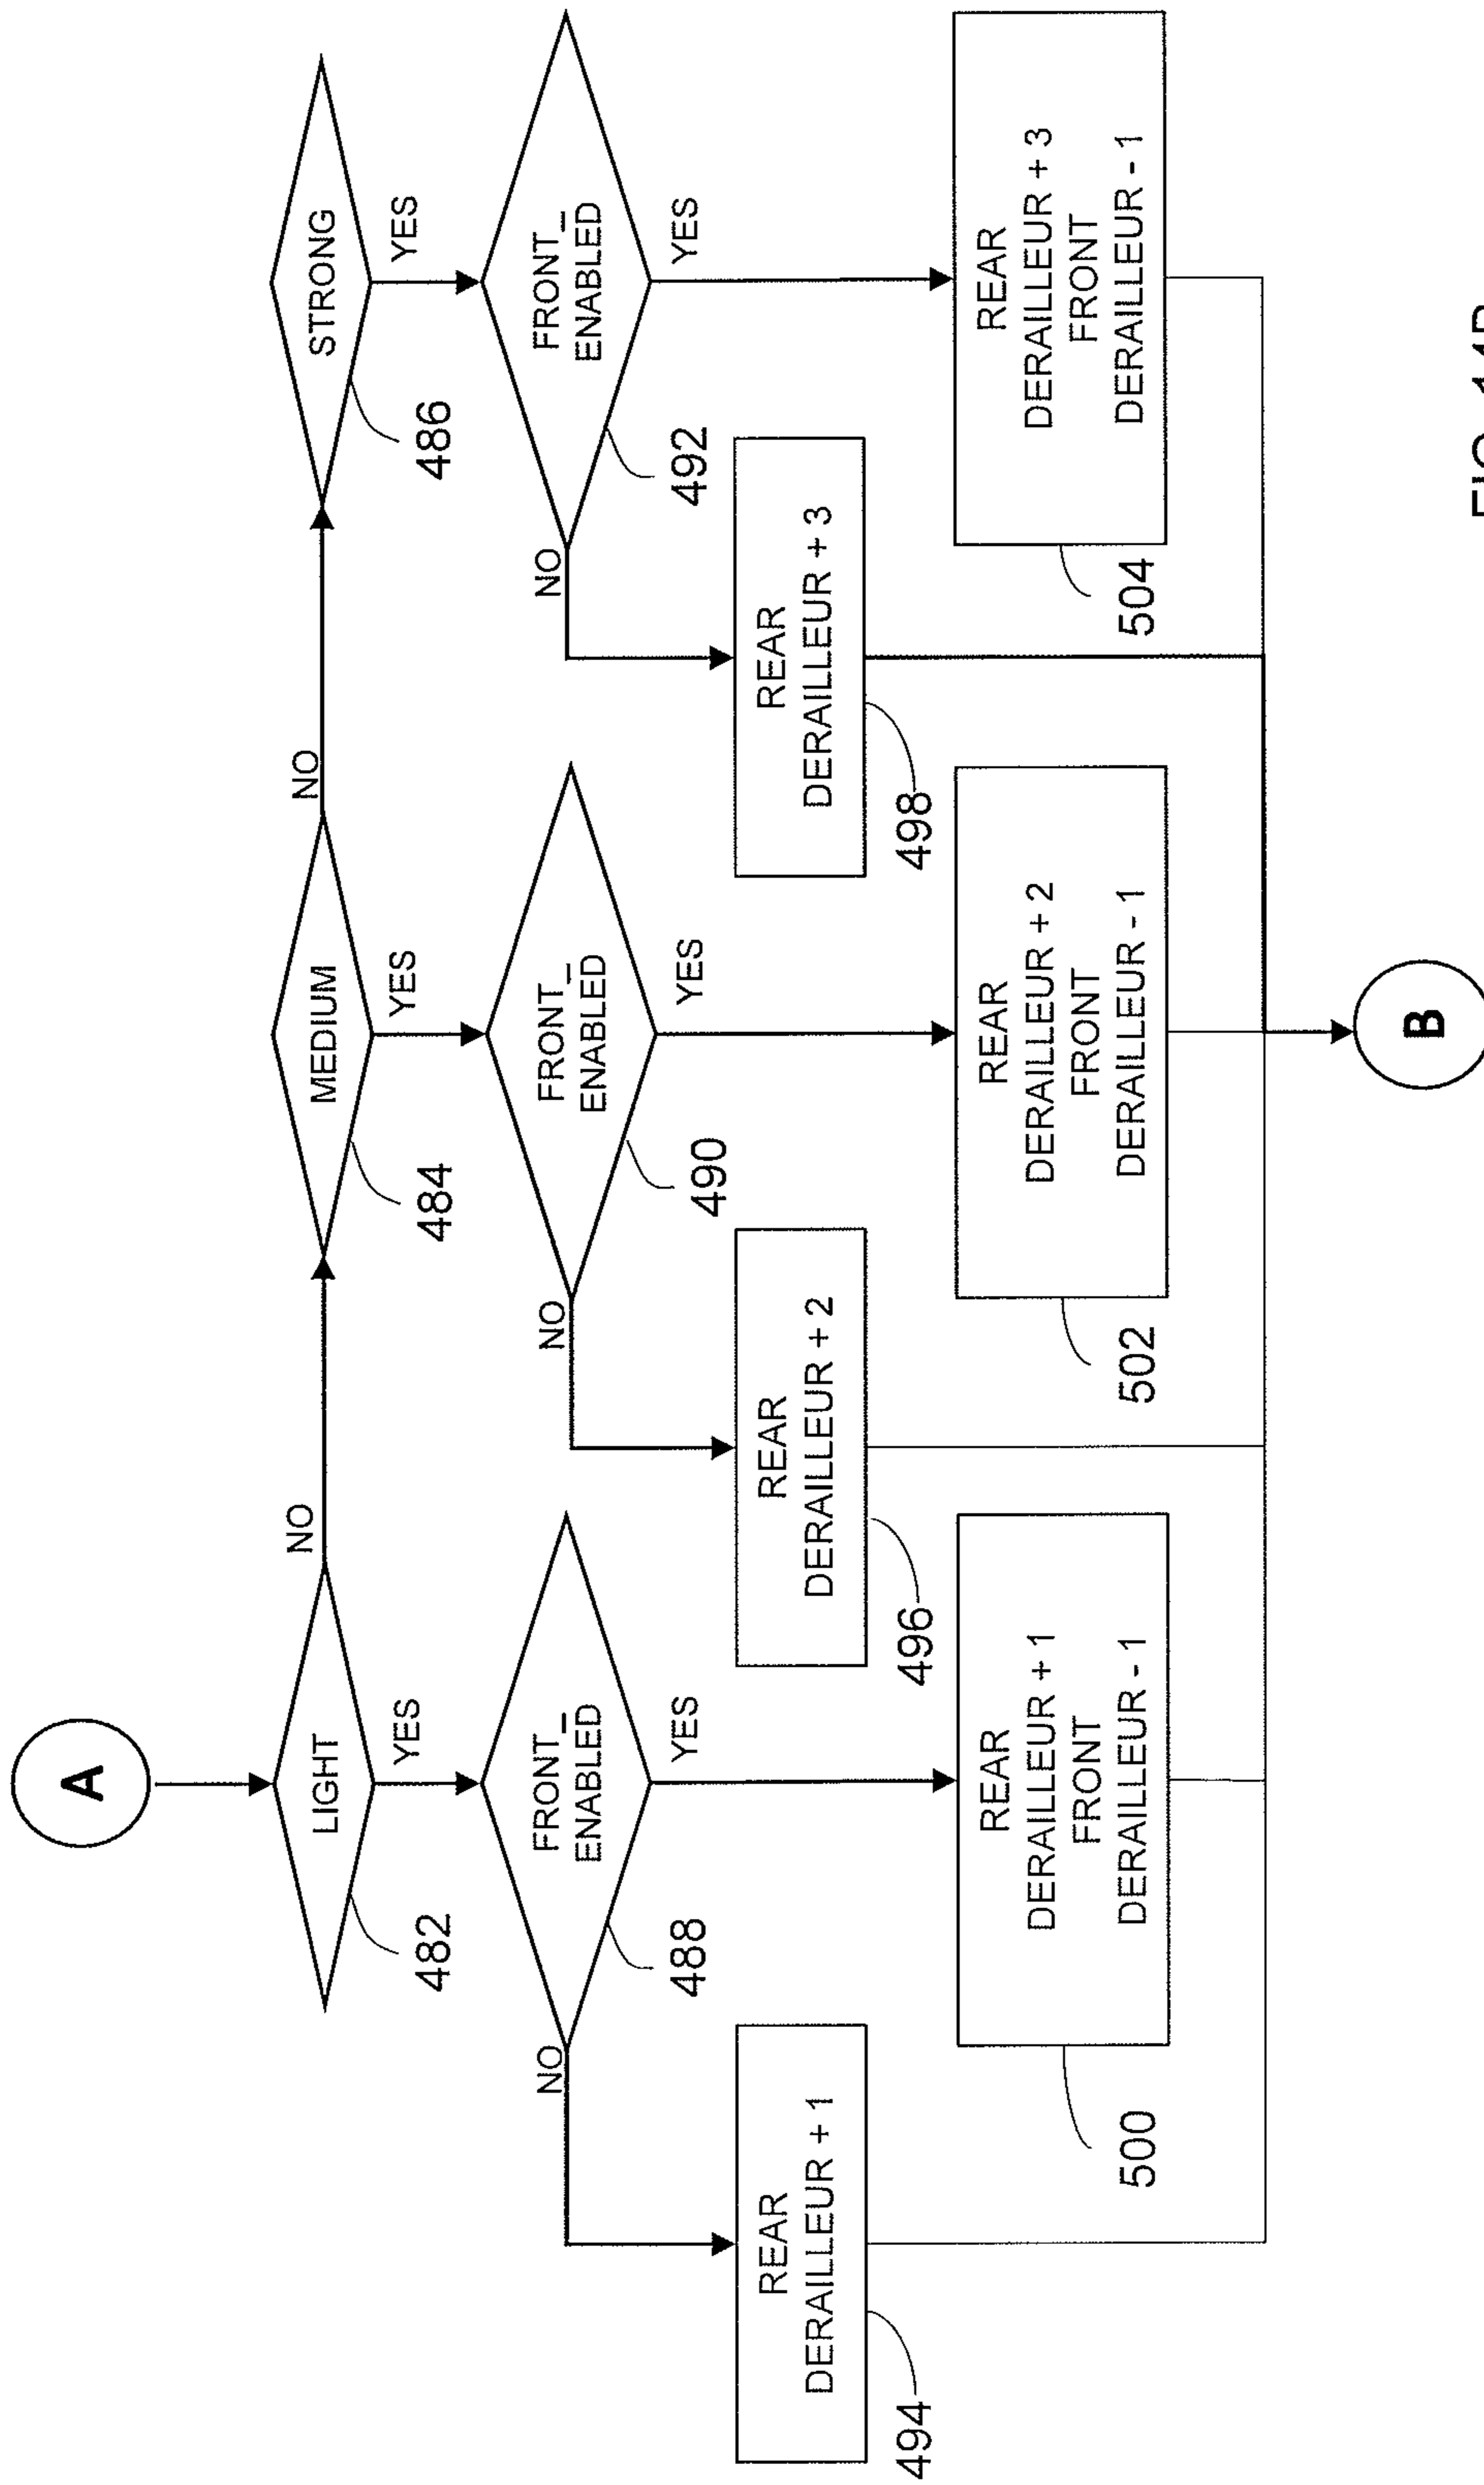 A
LIGHT
NO
MEDIUM
NO
STRONG
482
YES
484
YES
486
YES
NO
FRONT_
ENABLED
NO
FRONT_
ENABLED
NO
FRONT_
ENABLED
488
YES
490
YES
492
YES
REAR
DERAILLEUR + 1
REAR
DERAILLEUR + 2
REAR
DERAILLEUR + 3
494
496
498
REAR
DERAILLEUR + 1
FRONT
DERAILLEUR - 1
REAR
DERAILLEUR + 2
FRONT
DERAILLEUR - 1
REAR
DERAILLEUR + 3
FRONT
DERAILLEUR - 1
500
502
504
B
FIG